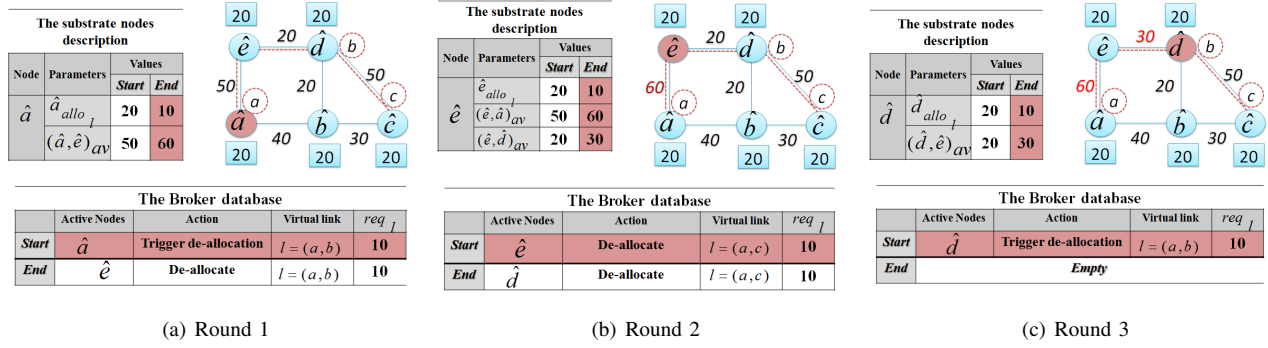 The substrate nodes
description
Node Parameters Values
Start End
â â_allo_l 20 10
(â,ê)_av 50 60
20 20
ê 20 d̂ b
50 20 50
a c
â 40 b̂ 30 ĉ
20 20 20
The Broker database
Active Nodes Action Virtual link req_l
Start â Trigger de-allocation l=(a,b) 10
End ê De-allocate l=(a,b) 10
(a) Round 1
The substrate nodes
description
Node Parameters Values
Start End
ê ê_allo_l 20 10
(ê,â)_av 50 60
(ê,d̂)_av 20 30
20 20
ê 20 d̂ b
60 20 50
a c
â 40 b̂ 30 ĉ
20 20 20
The Broker database
Active Nodes Action Virtual link req_l
Start ê De-allocate l=(a,c) 10
End d̂ De-allocate l=(a,c) 10
(b) Round 2
The substrate nodes
description
Node Parameters Values
Start End
d̂ d̂_allo_l 20 10
(d̂,ê)_av 20 30
20 20
ê 30 d̂ b
60 20 50
a c
â 40 b̂ 30 ĉ
20 20 20
The Broker database
Active Nodes Action Virtual link req_l
Start d̂ Trigger de-allocation l=(a,b) 10
End Empty
(c) Round 3